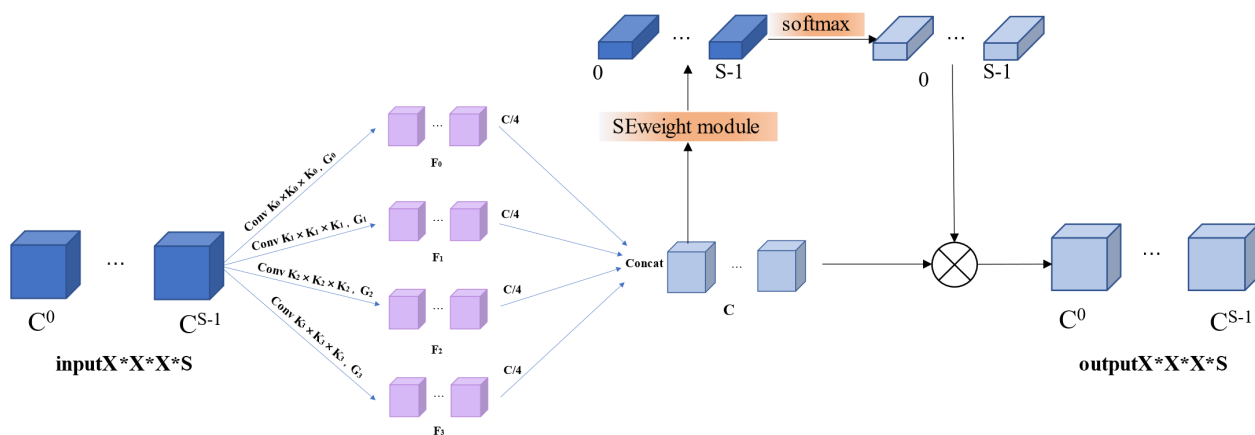 ... softmax ...
0 S-1 0 S-1
SEweight module
... C/4
F₀
Conv K₀×K₀×K₀, G₀
... C/4
F₁
Conv K₁×K₁×K₁, G₁
... ... Concat ... ...
C⁰ Cˢ⁻¹ C C⁰ Cˢ⁻¹
Conv K₂×K₂×K₂, G₂
... C/4
F₂
inputX*X*X*S outputX*X*X*S
Conv K₃×K₃×K₃, G₃
... C/4
F₃